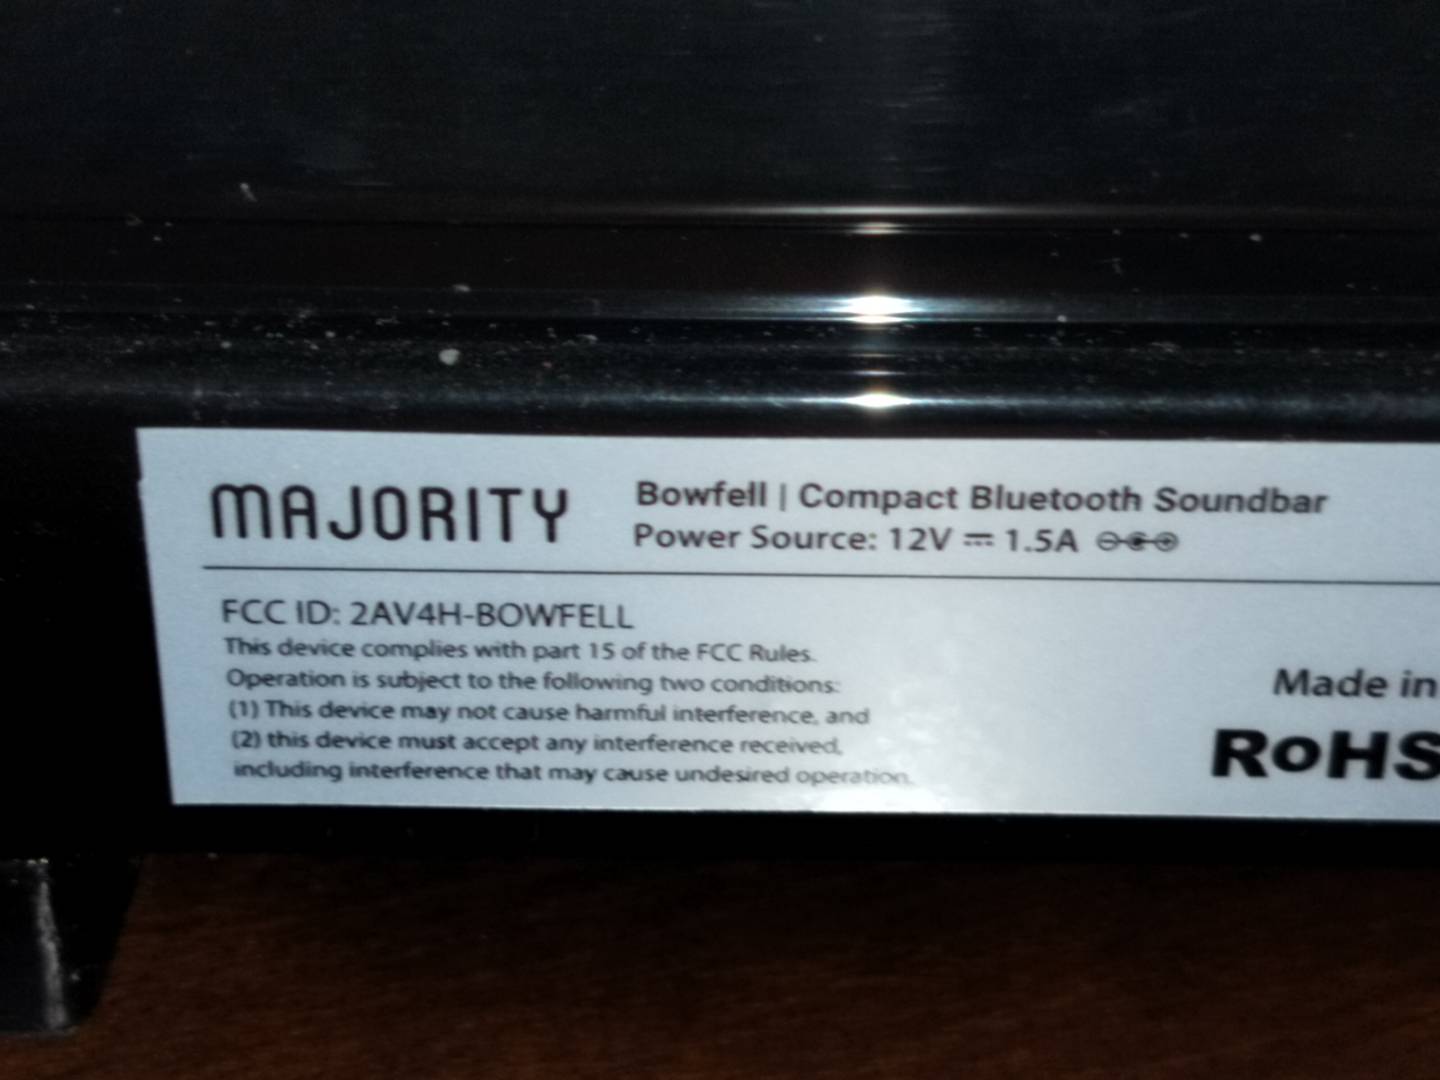 MAJORITY
Bowfell | Compact Bluetooth Soundbar
Power Source: 12V ⎓ 1.5A
FCC ID: 2AV4H-BOWFELL
This device complies with part 15 of the FCC Rules.
Operation is subject to the following two conditions:
(1) This device may not cause harmful interference, and
(2) this device must accept any interference received,
including interference that may cause undesired operation.
Made in
RoHS